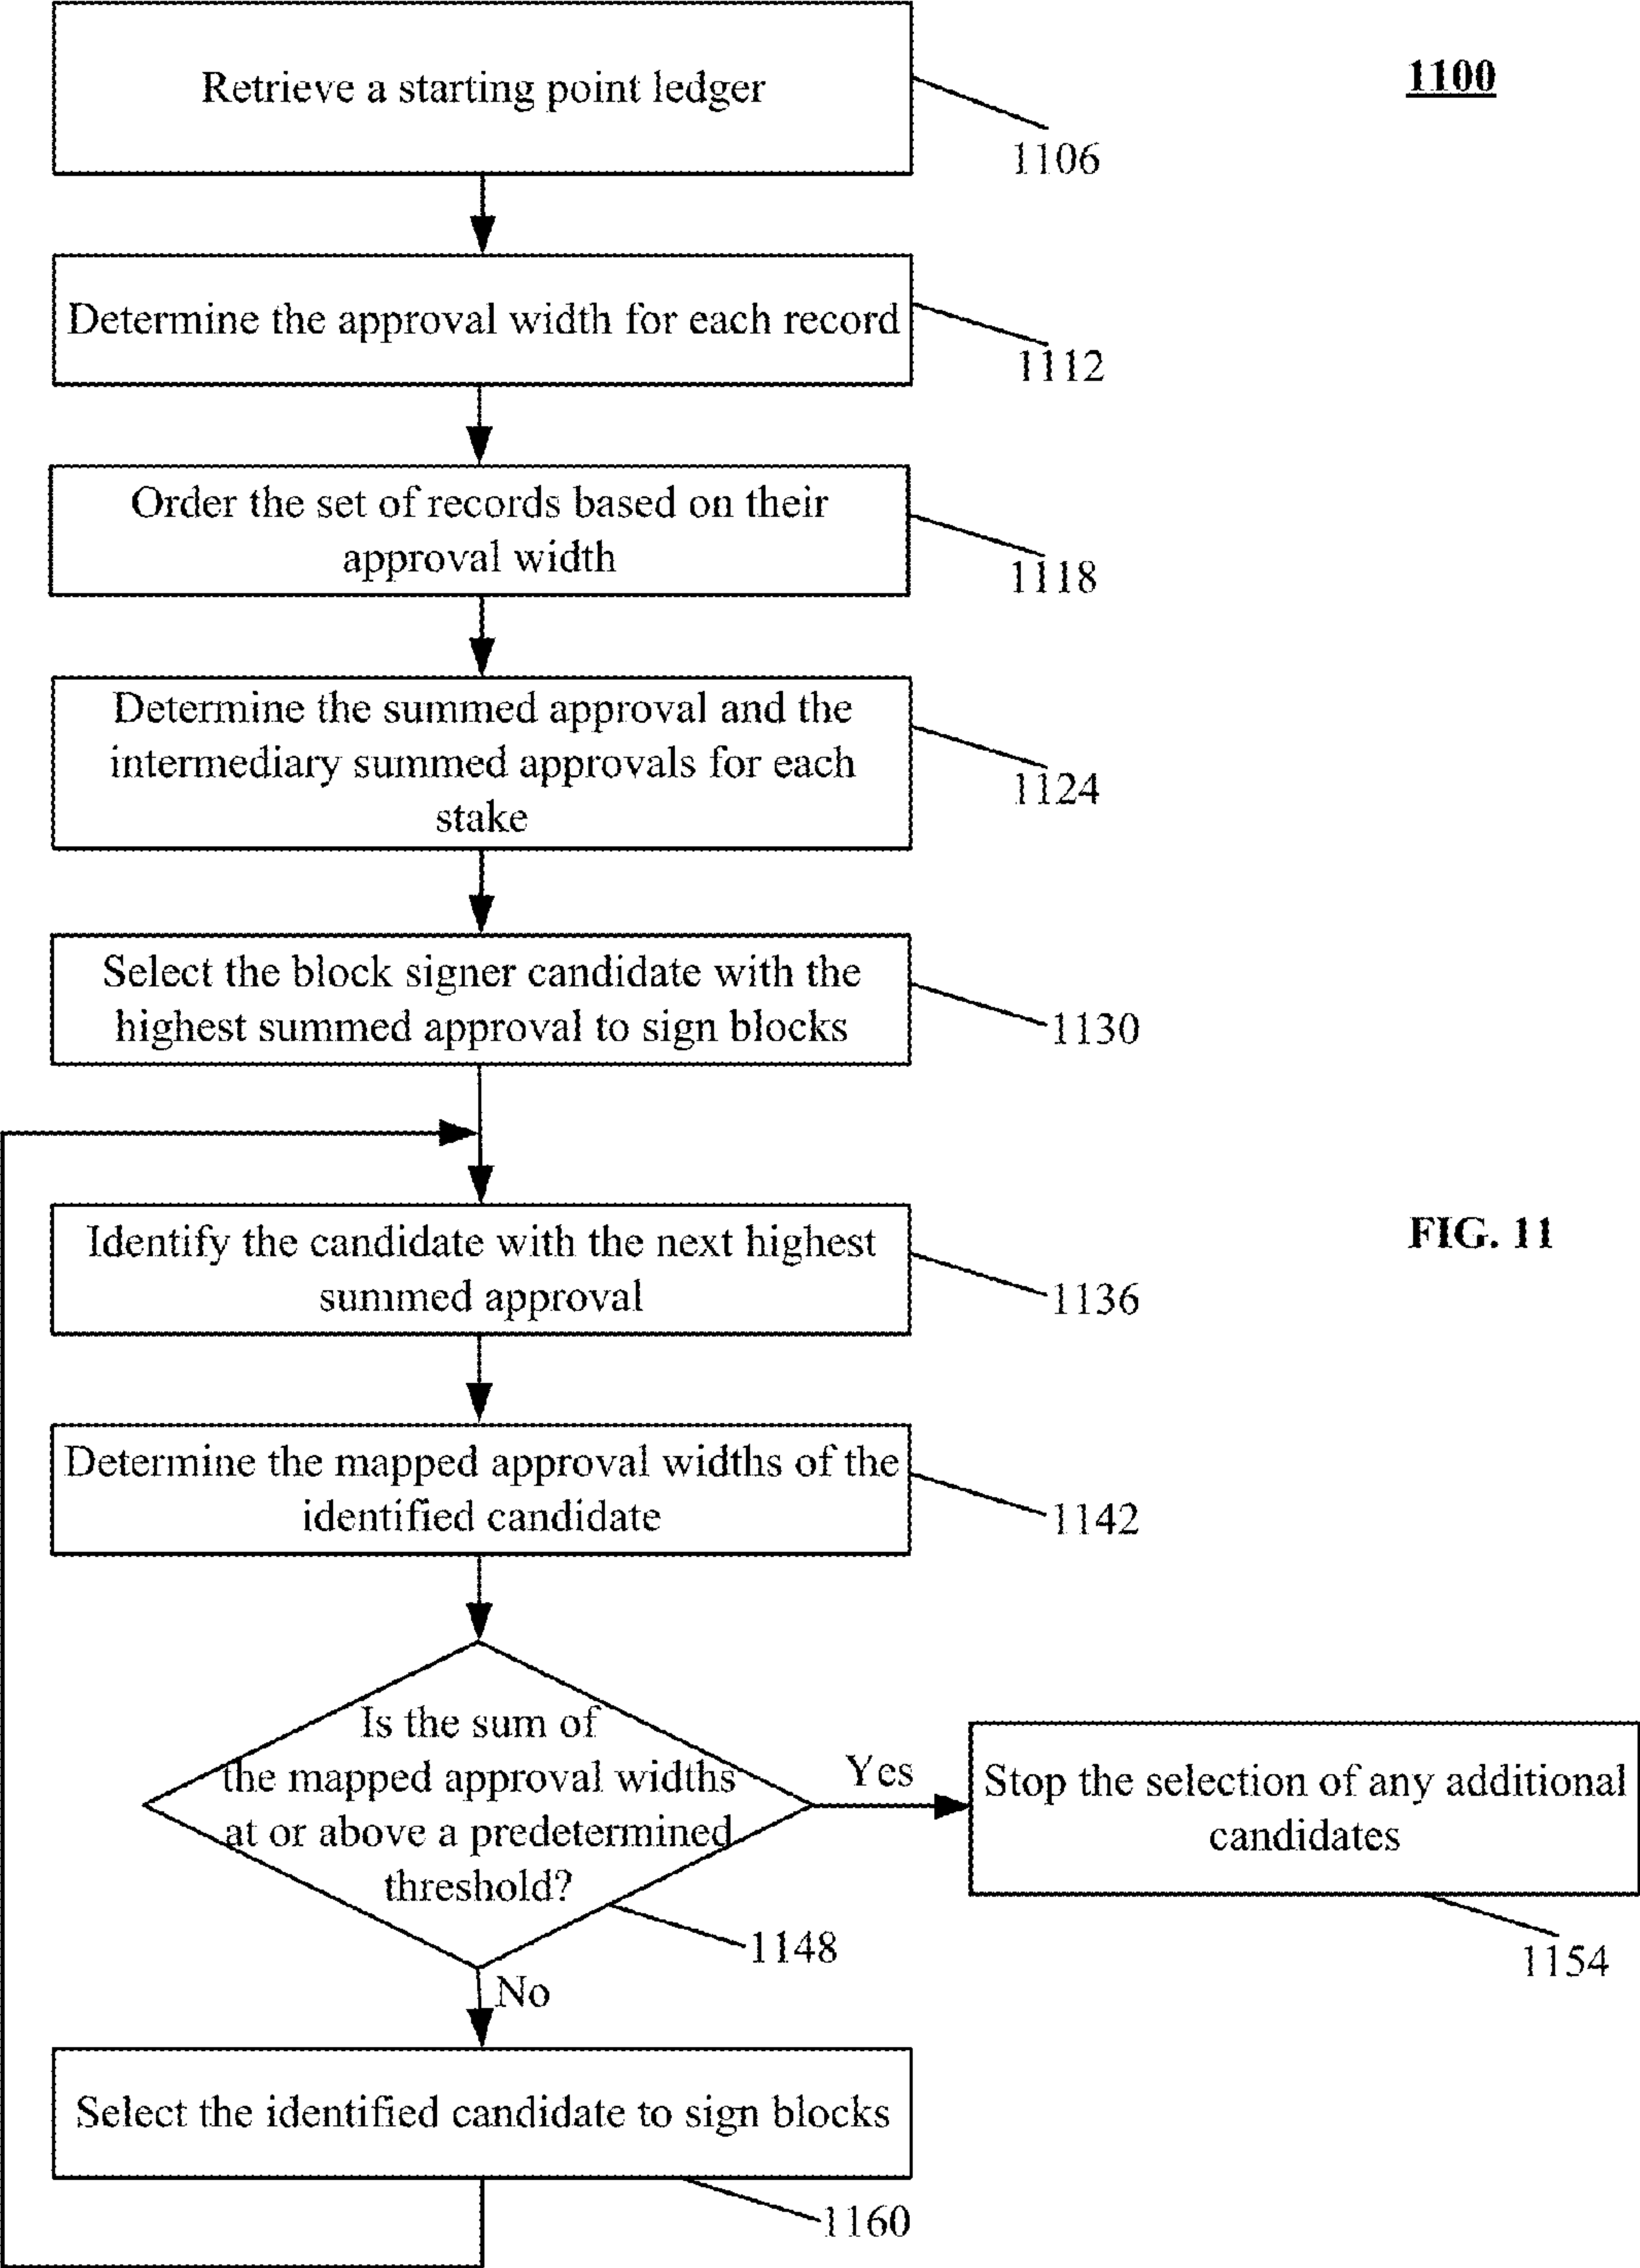 Retrieve a starting point ledger
1100
1106
Determine the approval width for each record
1112
Order the set of records based on their
approval width
1118
Determine the summed approval and the
intermediary summed approvals for each
stake
1124
Select the block signer candidate with the
highest summed approval to sign blocks
1130
Identify the candidate with the next highest
summed approval
1136
FIG. 11
Determine the mapped approval widths of the
identified candidate
1142
Is the sum of
the mapped approval widths
at or above a predetermined
threshold?
1148
Yes
Stop the selection of any additional
candidates
1154
No
Select the identified candidate to sign blocks
1160